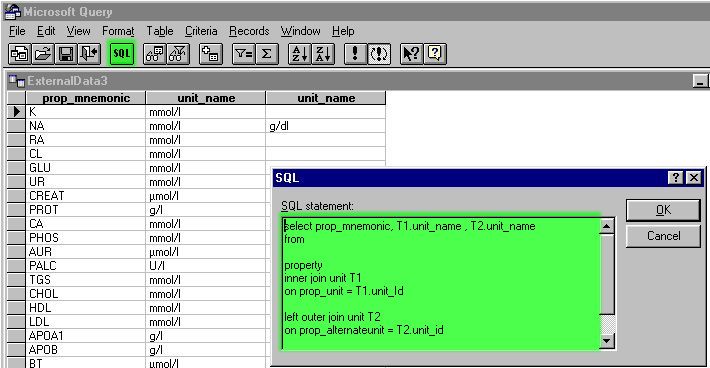 Microsoft Query
File Edit View Format Table Criteria Records Window Help
SQL
ExternalData3
prop_mnemonic unit_name unit_name
K mmol/l
NA mmol/l g/dl
RA mmol/l
CL mmol/l
GLU mmol/l
UR mmol/l
CREAT µmol/l
PROT g/l
CA mmol/l
PHOS mmol/l
AUR µmol/l
PALC U/l
TGS mmol/l
CHOL mmol/l
HDL mmol/l
LDL mmol/l
APOA1 g/l
APOB g/l
BT µmol/l
SQL
SQL statement:
select prop_mnemonic, T1.unit_name , T2.unit_name
from
property
inner join unit T1
on prop_unit = T1.unit_Id
left outer join unit T2
on prop_alternateunit = T2.unit_id
OK
Cancel